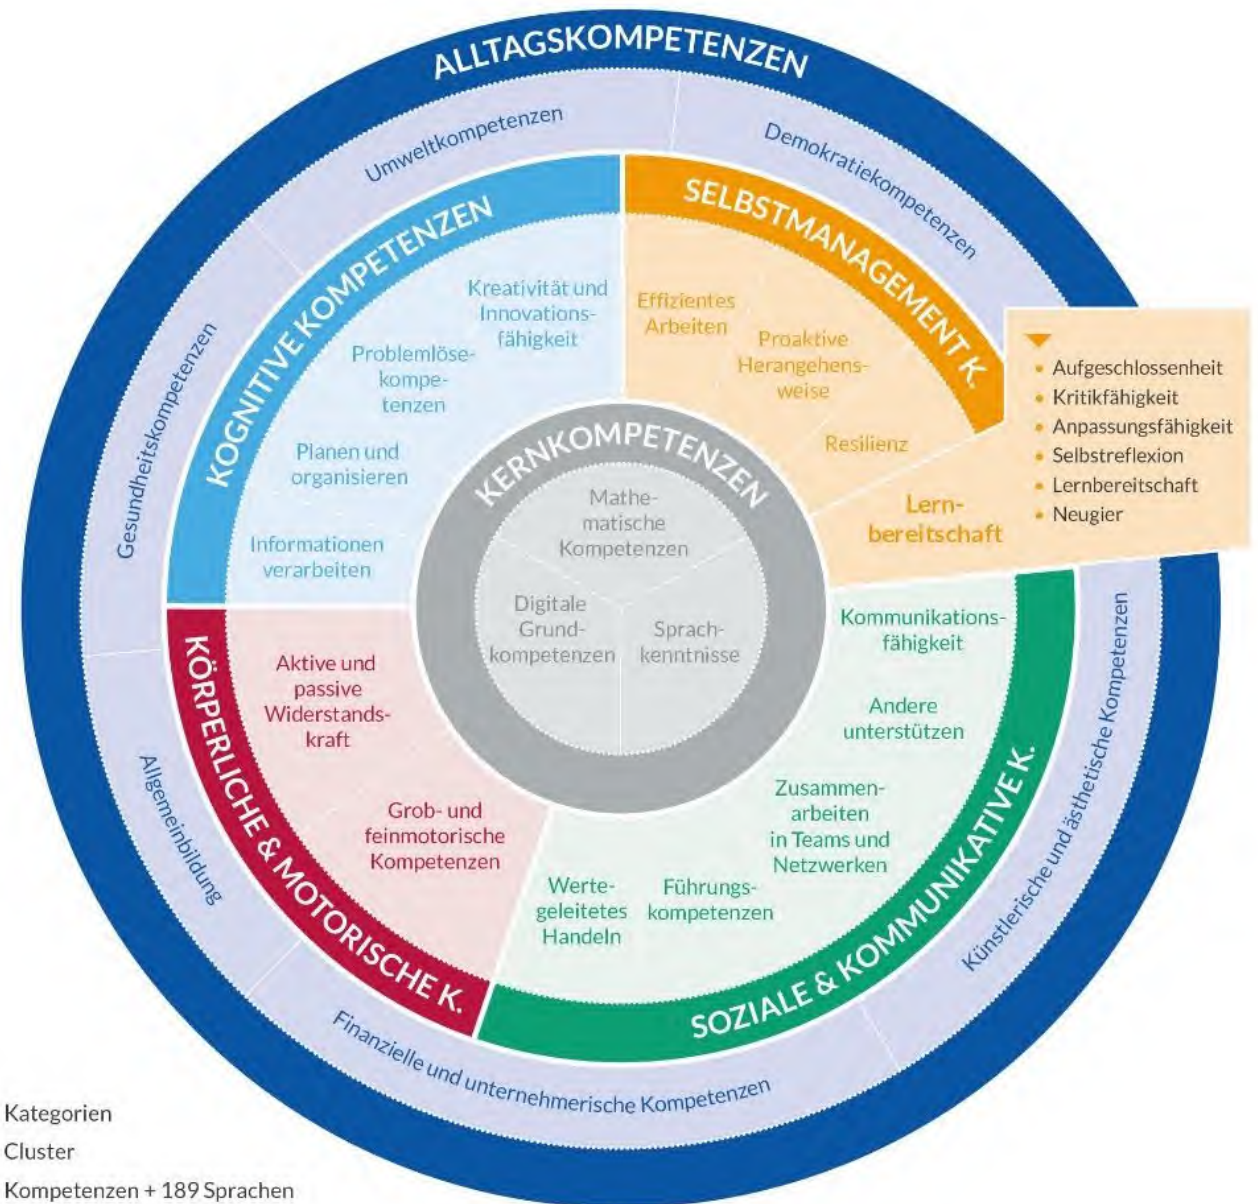 ALLTAGSKOMPETENZEN
Umweltkompetenzen
Demokratiekompetenzen
Gesundheitskompetenzen
Allgemeinbildung
Finanzielle und unternehmerische Kompetenzen
Künstlerische und ästhetische Kompetenzen
KOGNITIVE KOMPETENZEN
Kreativität und
Innovations-
fähigkeit
Problemlöse-
kompe-
tenzen
Planen und
organisieren
Informationen
verarbeiten
SELBSTMANAGEMENT K.
Effizientes
Arbeiten
Proaktive
Herangehens-
weise
Resilienz
Lern-
bereitschaft
Aufgeschlossenheit
Kritikfähigkeit
Anpassungsfähigkeit
Selbstreflexion
Lernbereitschaft
Neugier
KERNKOMPETENZEN
Mathe-
matische
Kompetenzen
Digitale
Grund-
kompetenzen
Sprach-
kenntnisse
KÖRPERLICHE & MOTORISCHE K.
Aktive und
passive
Widerstands-
kraft
Grob- und
feinmotorische
Kompetenzen
SOZIALE & KOMMUNIKATIVE K.
Kommunikations-
fähigkeit
Andere
unterstützen
Zusammen-
arbeiten
in Teams und
Netzwerken
Führungs-
kompetenzen
Werte-
geleitetes
Handeln
Kategorien
Cluster
Kompetenzen + 189 Sprachen